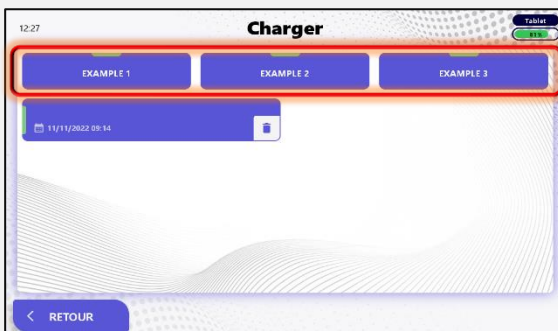 12:27
Charger
Tablet
81%
EXAMPLE 1
EXAMPLE 2
EXAMPLE 3
11/11/2022 09:14
RETOUR